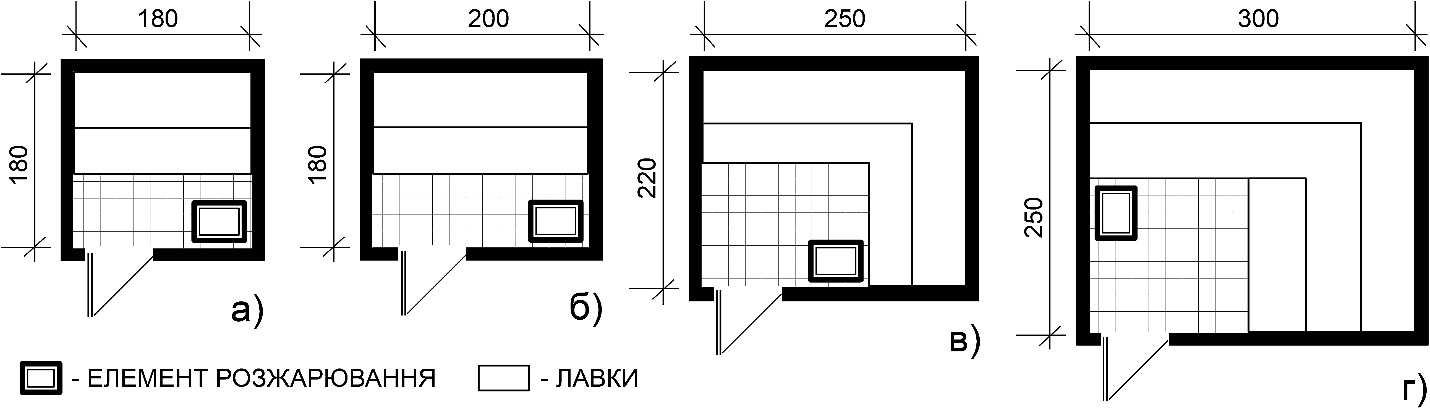 180
200
250
300
180
180
220
250
а)
б)
в)
г)
- ЕЛЕМЕНТ РОЗЖАРЮВАННЯ
- ЛАВКИ